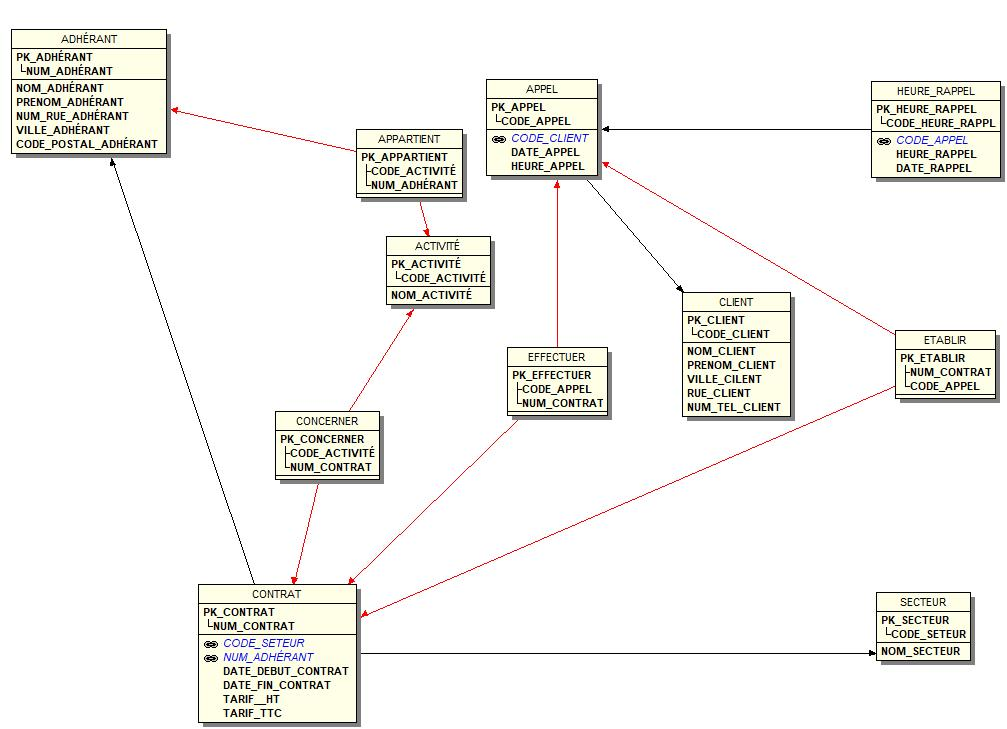 ADHÉRANT
PK_ADHÉRANT
NUM_ADHÉRANT
NOM_ADHÉRANT
PRENOM_ADHÉRANT
NUM_RUE_ADHÉRANT
VILLE_ADHÉRANT
CODE_POSTAL_ADHÉRANT
APPARTIENT
PK_APPARTIENT
CODE_ACTIVITÉ
NUM_ADHÉRANT
APPEL
PK_APPEL
CODE_APPEL
CODE_CLIENT
DATE_APPEL
HEURE_APPEL
HEURE_RAPPEL
PK_HEURE_RAPPEL
CODE_HEURE_RAPPL
CODE_APPEL
HEURE_RAPPEL
DATE_RAPPEL
ACTIVITÉ
PK_ACTIVITÉ
CODE_ACTIVITÉ
NOM_ACTIVITÉ
CLIENT
PK_CLIENT
CODE_CLIENT
NOM_CLIENT
PRENOM_CLIENT
VILLE_CILENT
RUE_CLIENT
NUM_TEL_CLIENT
ETABLIR
PK_ETABLIR
NUM_CONTRAT
CODE_APPEL
EFFECTUER
PK_EFFECTUER
CODE_APPEL
NUM_CONTRAT
CONCERNER
PK_CONCERNER
CODE_ACTIVITÉ
NUM_CONTRAT
CONTRAT
PK_CONTRAT
NUM_CONTRAT
CODE_SETEUR
NUM_ADHÉRANT
DATE_DEBUT_CONTRAT
DATE_FIN_CONTRAT
TARIF__HT
TARIF_TTC
SECTEUR
PK_SECTEUR
CODE_SETEUR
NOM_SECTEUR